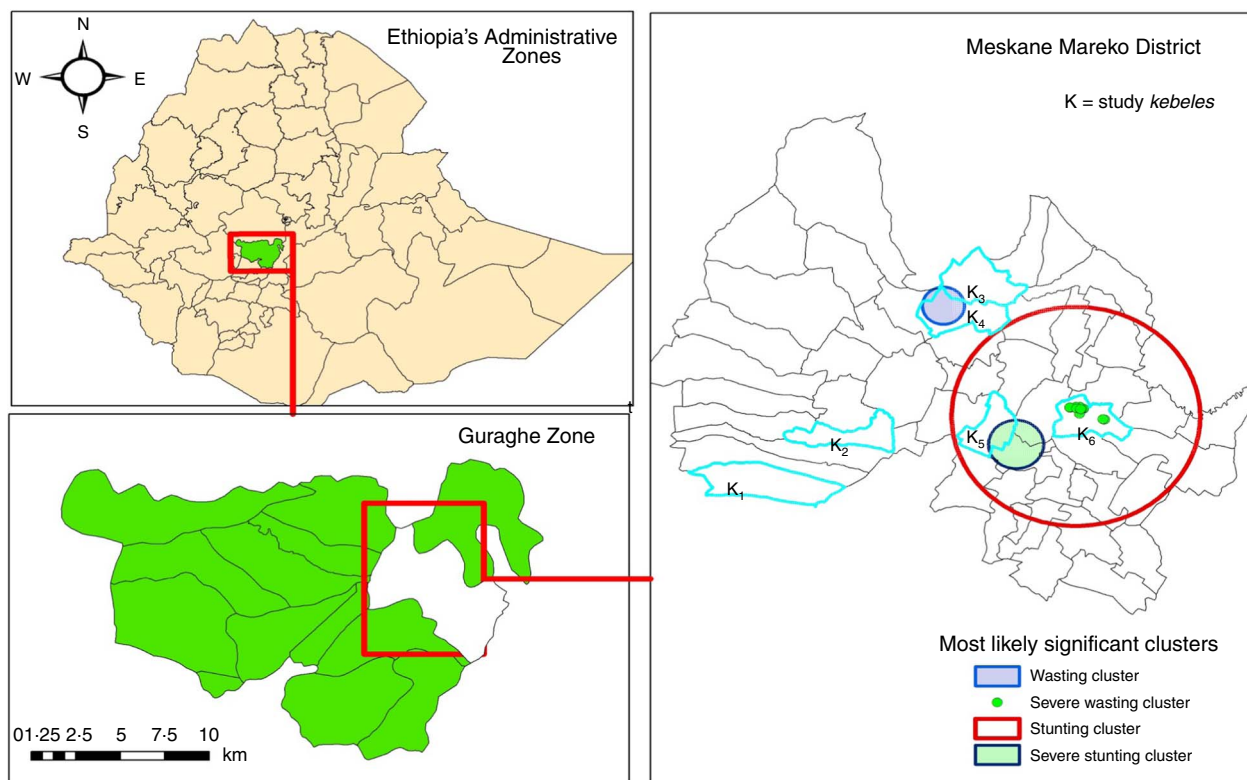 N
W E
S
Ethiopia's Administrative
Zones
t
Guraghe Zone
01·25 2·5 5 7·5 10
km
Meskane Mareko District
K = study kebeles
K₃
K₄
K₅
K₆
K₂
K₁
Most likely significant clusters
Wasting cluster
Severe wasting cluster
Stunting cluster
Severe stunting cluster